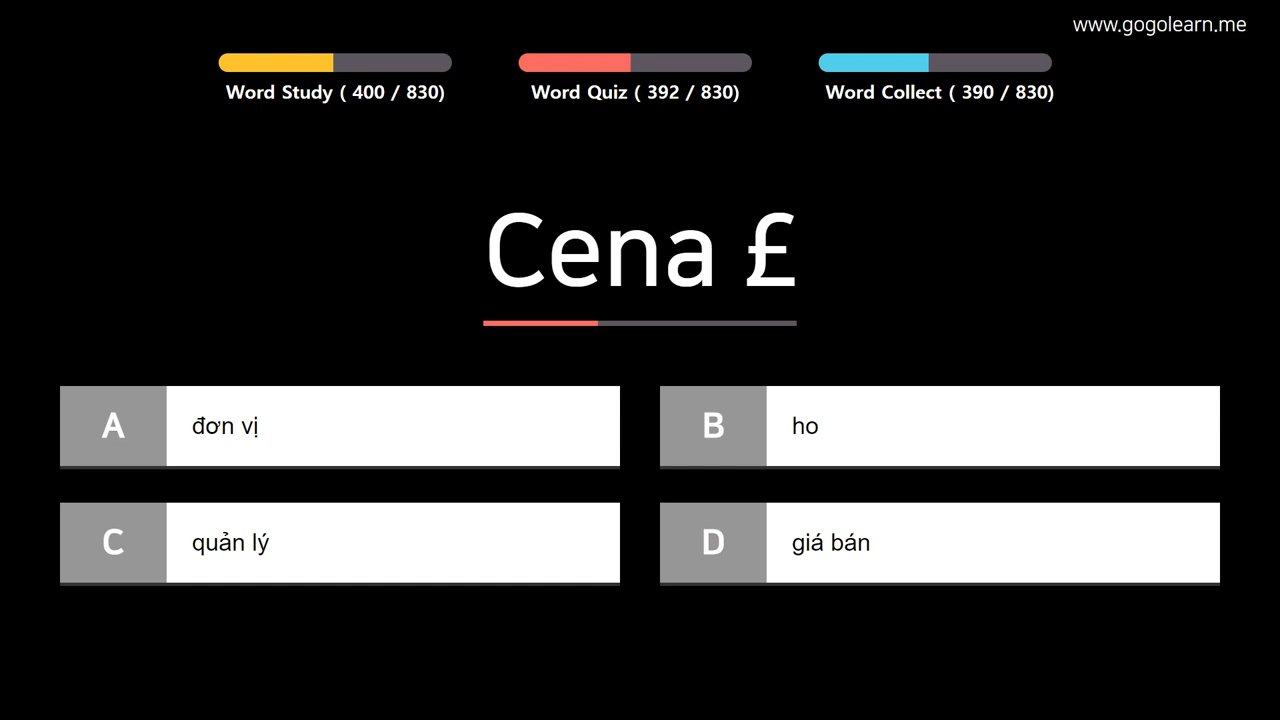 www.gogolearn.me
Word Study ( 400 / 830)
Word Quiz ( 392 / 830)
Word Collect ( 390 / 830)
Cena £
A đơn vị
B ho
C quản lý
D giá bán